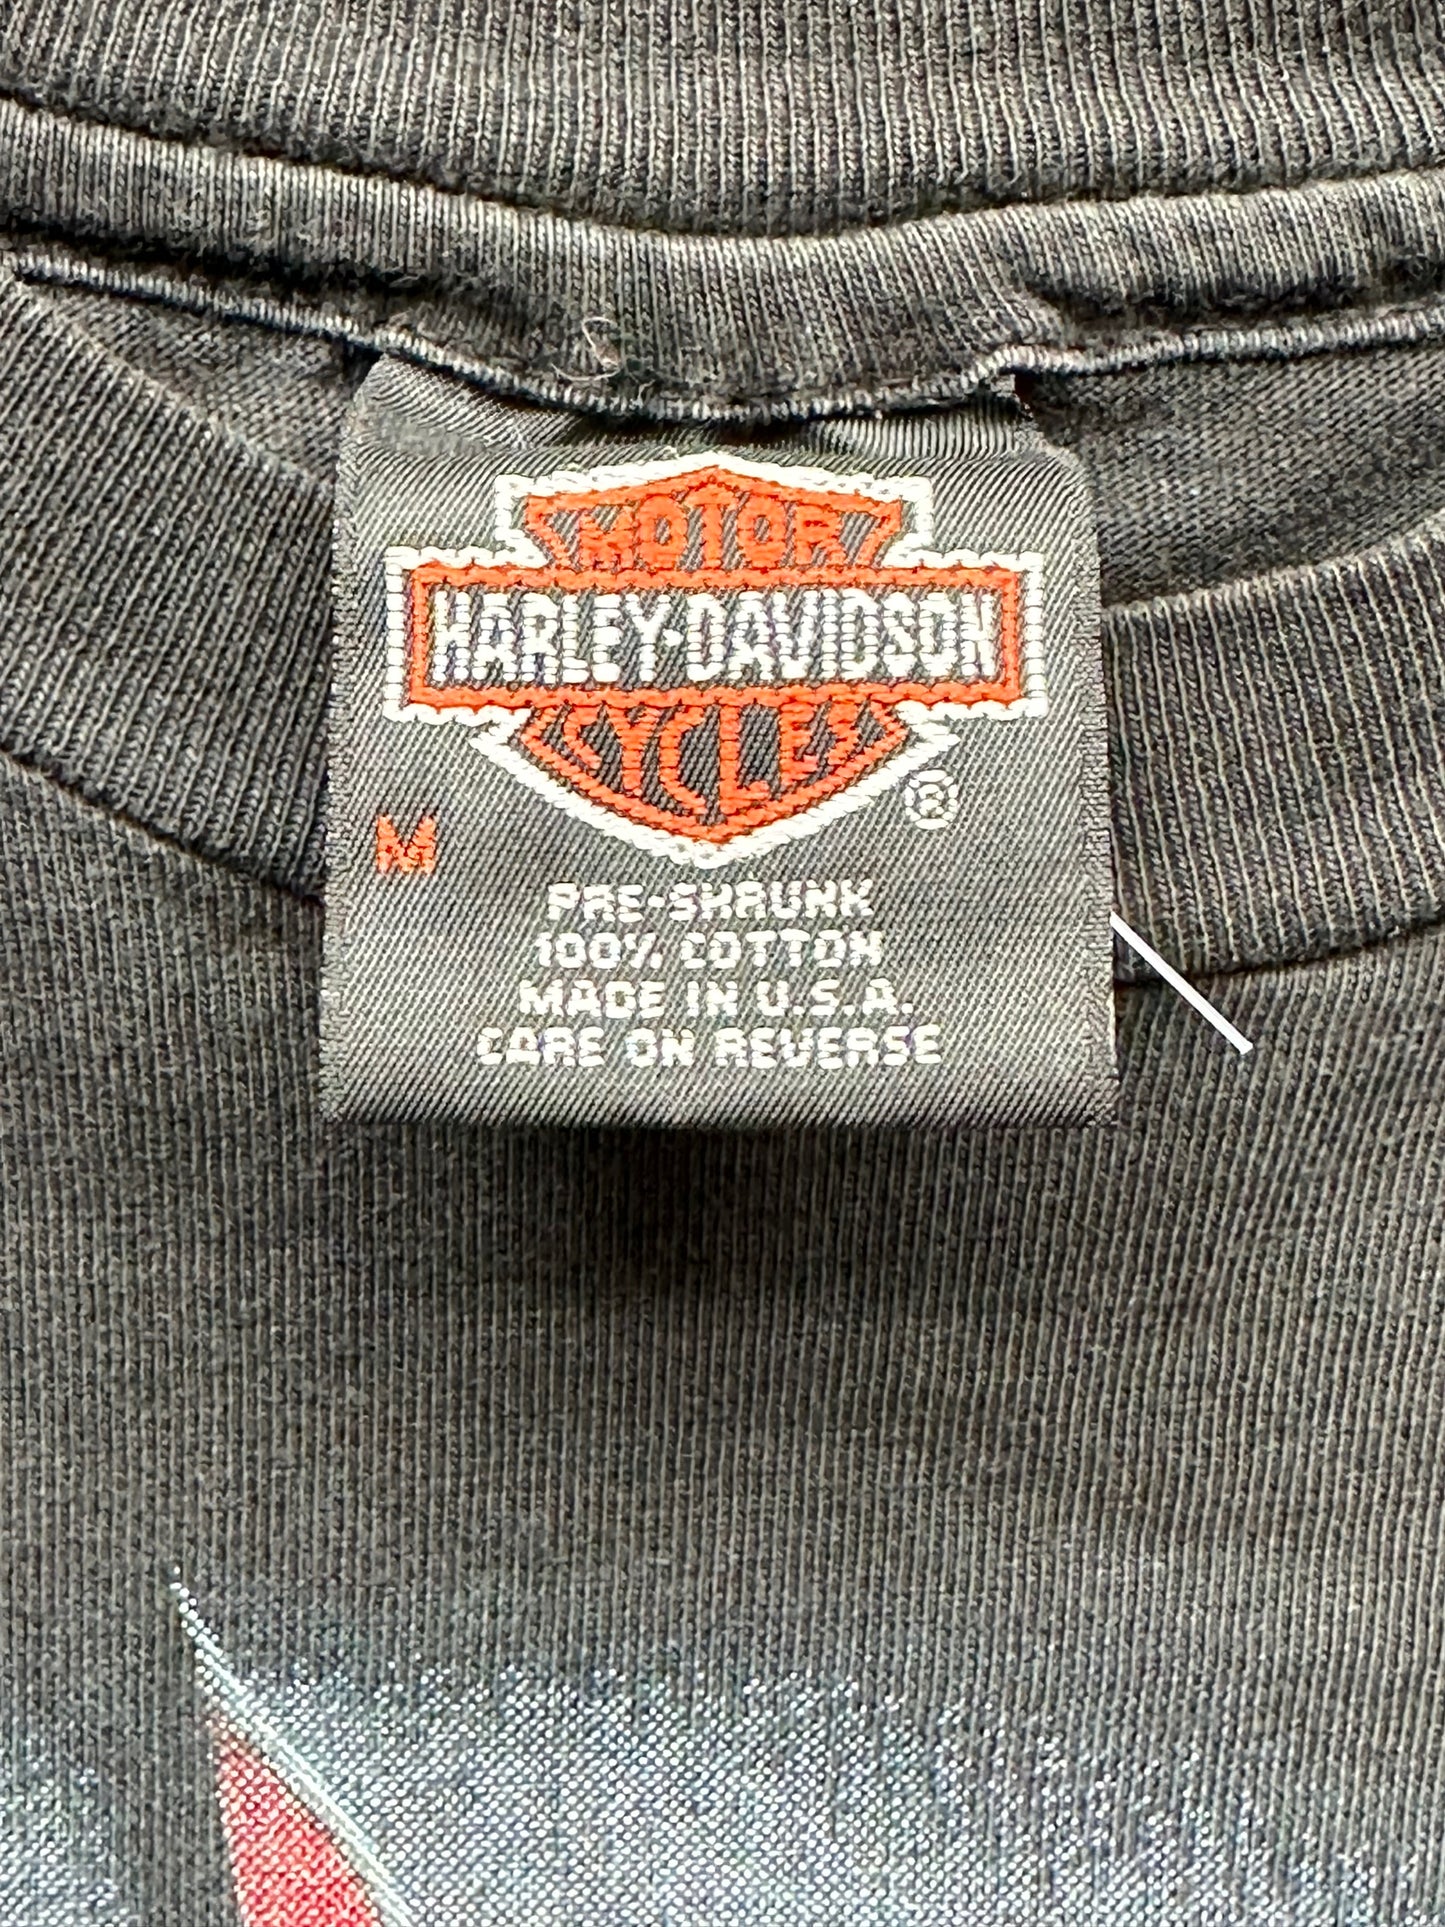 MOTOR
HARLEY-DAVIDSON
CYCLES
®
M
PRE-SHRUNK
100% COTTON
MADE IN U.S.A.
CARE ON REVERSE